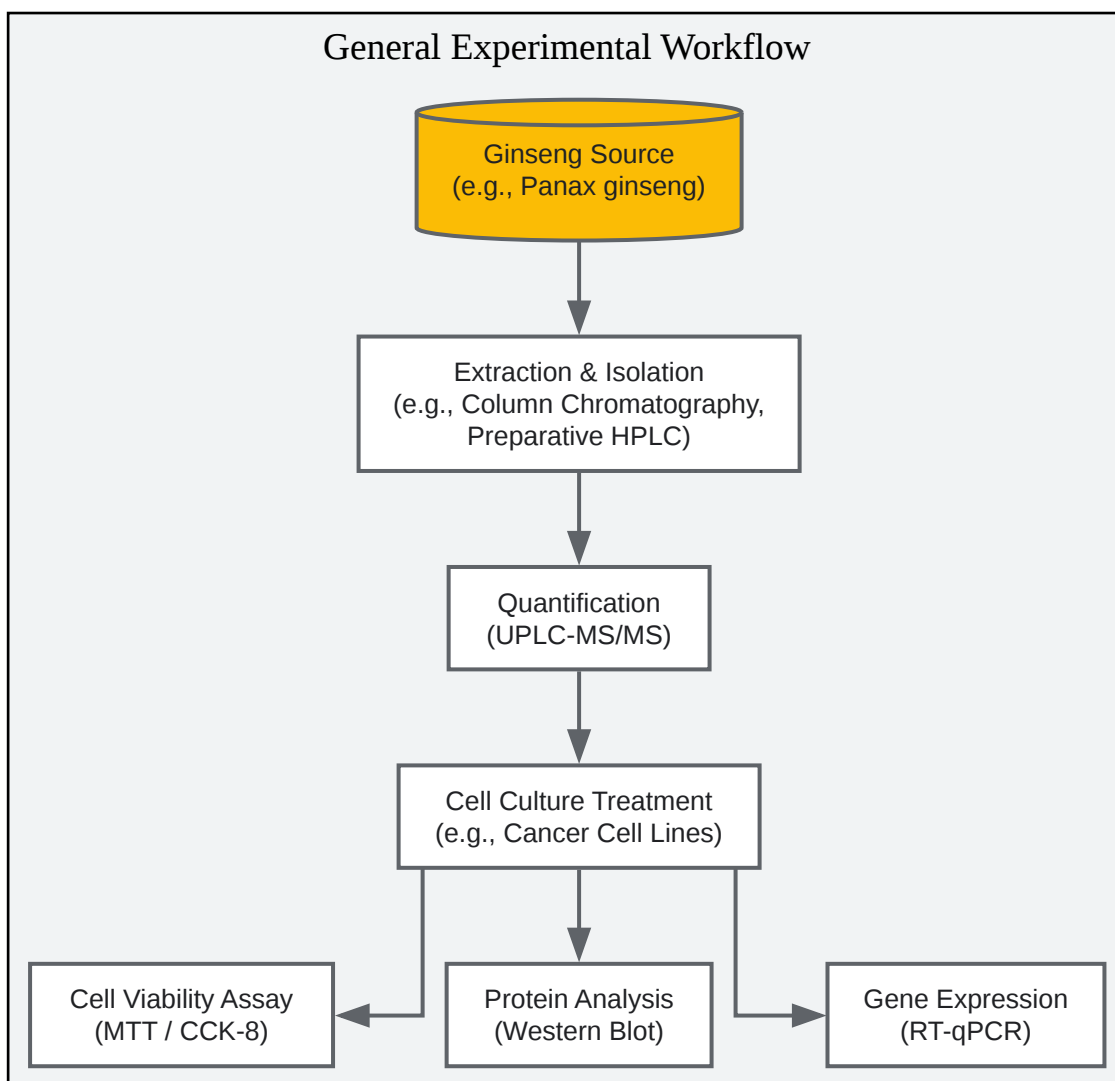 General Experimental Workflow
Ginseng Source
(e.g., Panax ginseng)
Extraction & Isolation
(e.g., Column Chromatography,
Preparative HPLC)
Quantification
(UPLC-MS/MS)
Cell Culture Treatment
(e.g., Cancer Cell Lines)
Cell Viability Assay
(MTT / CCK-8)
Protein Analysis
(Western Blot)
Gene Expression
(RT-qPCR)